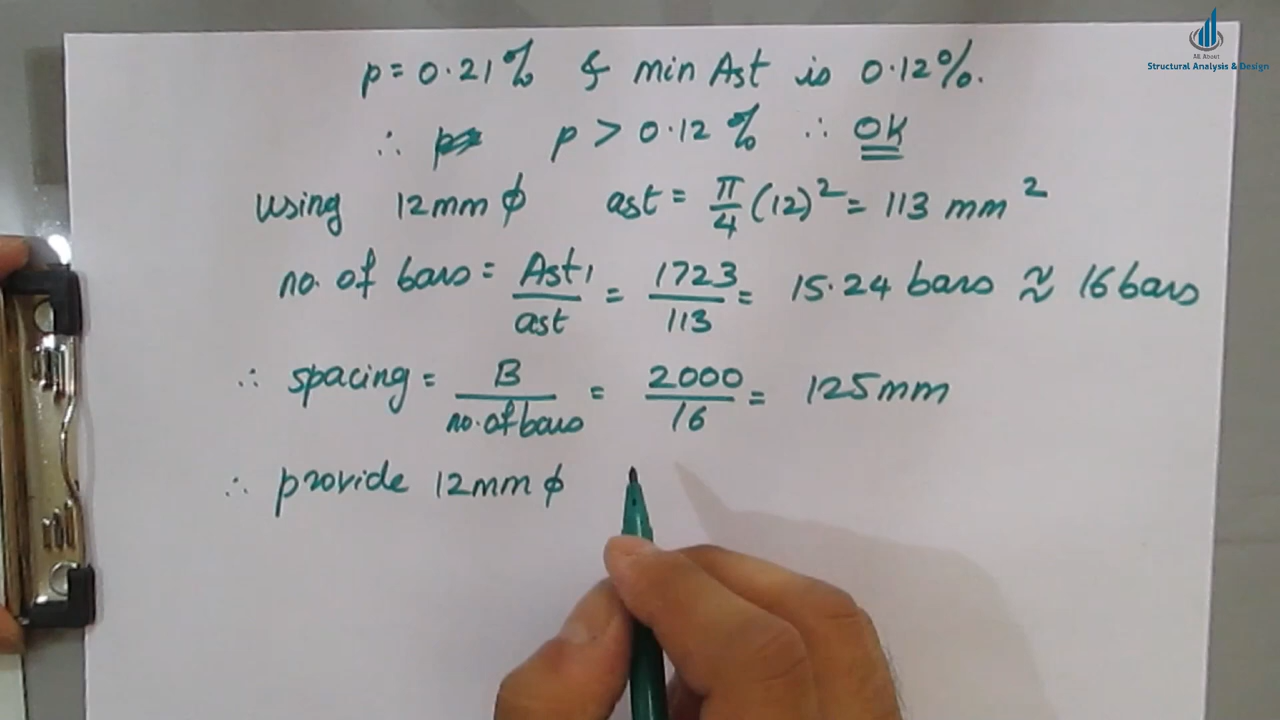 All About
Structural Analysis & Design
p = 0.21% & min Ast is 0.12%.
∴ p > 0.12% ∴ OK
using 12mm ϕ ast = π/4 (12)² = 113 mm²
no. of bars = Ast1/ast = 1723/113 = 15.24 bars ≈ 16 bars
∴ spacing = B/no. of bars = 2000/16 = 125mm
∴ provide 12mm ϕ